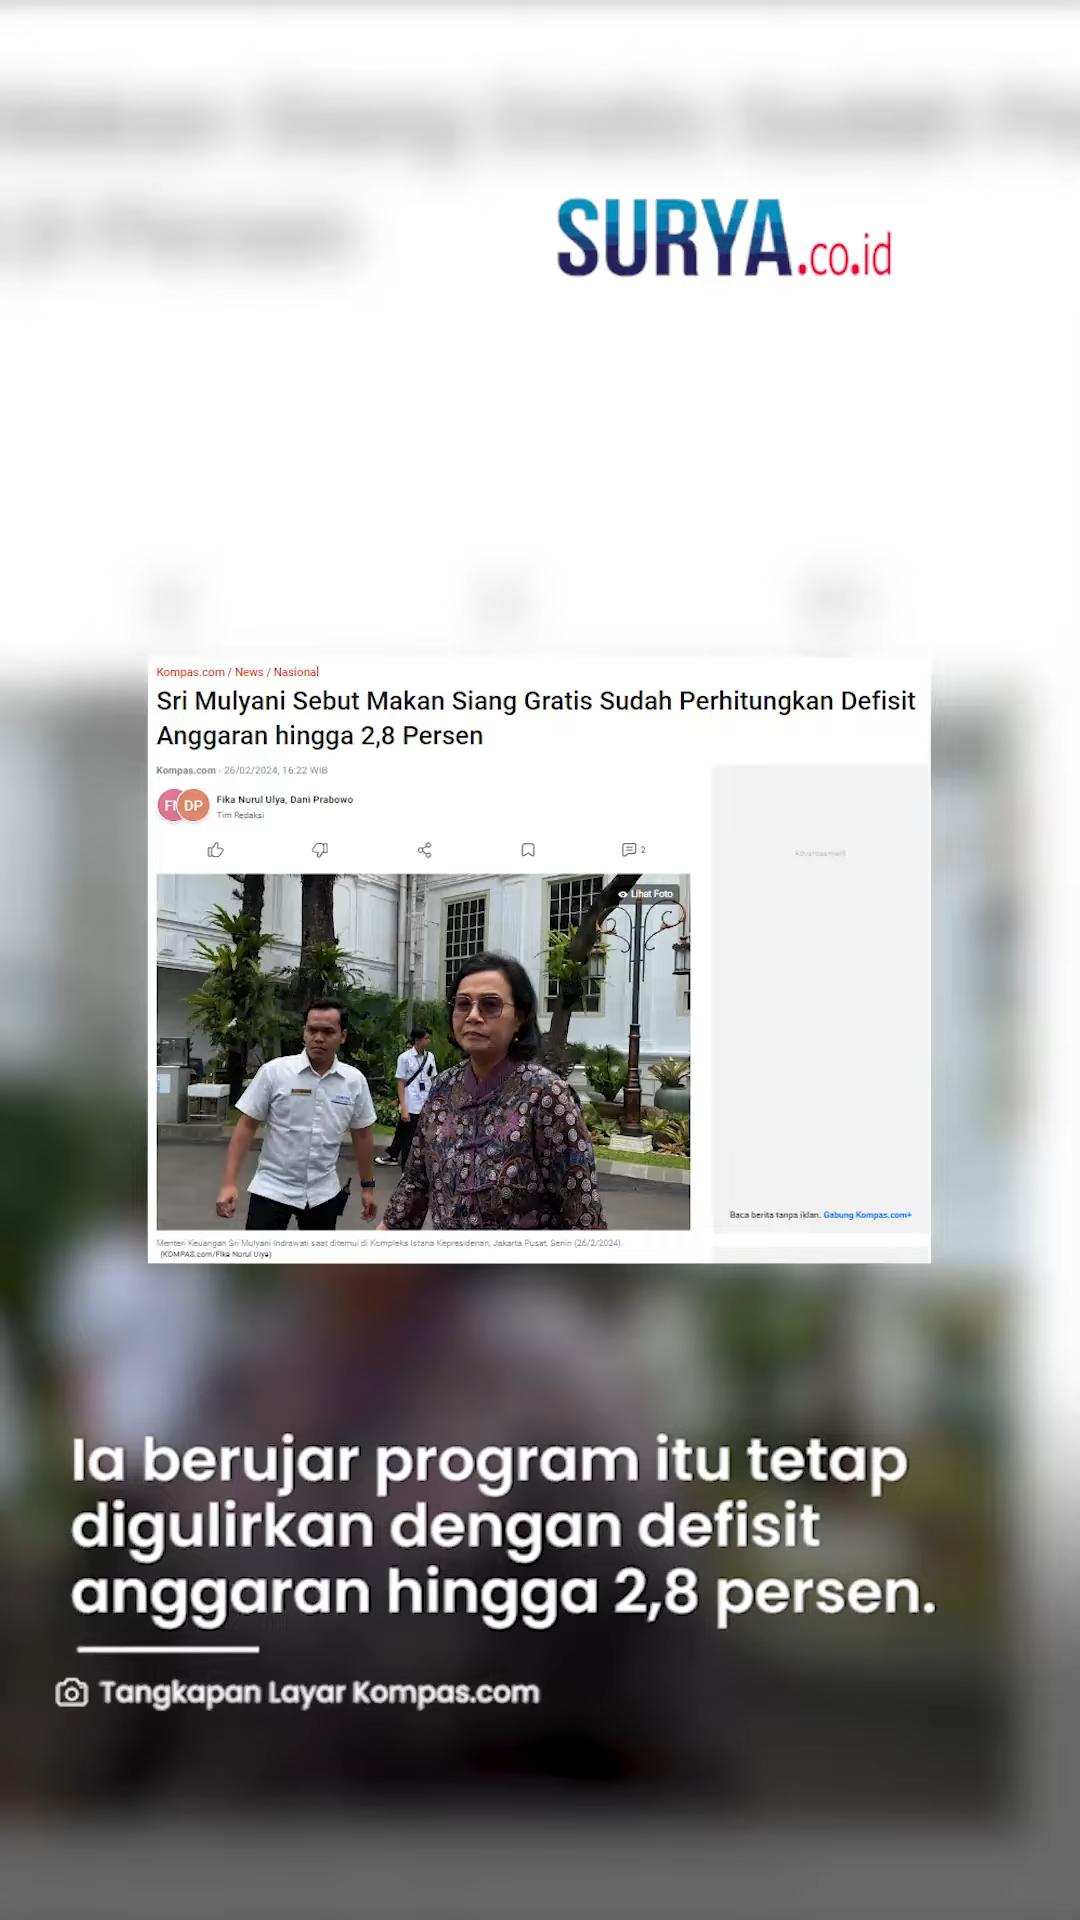 SURYA.co.id
Kompas.com / News / Nasional
Sri Mulyani Sebut Makan Siang Gratis Sudah Perhitungkan Defisit
Anggaran hingga 2,8 Persen
Kompas.com - 26/02/2024, 16:22 WIB
FN DP
Fika Nurul Ulya, Dani Prabowo
Tim Redaksi
2
Advertisement
Lihat Foto
Baca berita tanpa iklan. Gabung Kompas.com+
Menteri Keuangan Sri Mulyani Indrawati saat ditemui di Kompleks Istana Kepresidenan, Jakarta Pusat, Senin (26/2/2024).
(KOMPAS.com/Fika Nurul Ulya)
Ia berujar program itu tetap
digulirkan dengan defisit
anggaran hingga 2,8 persen.
Tangkapan Layar Kompas.com